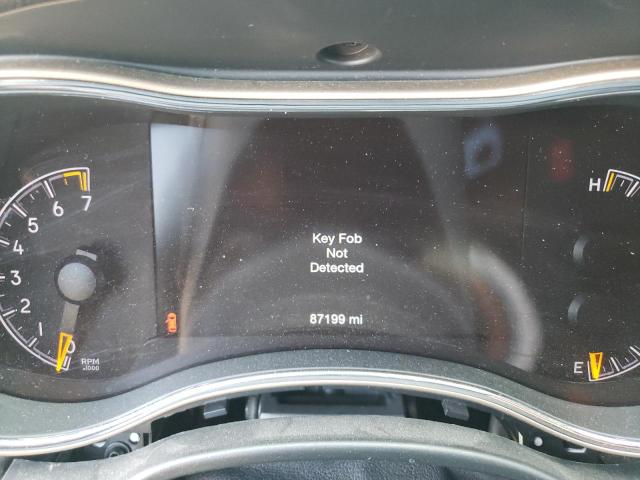 Key Fob
Not
Detected
87199 mi
7
6
5
4
3
2
1
0
RPM
x1000
H
E